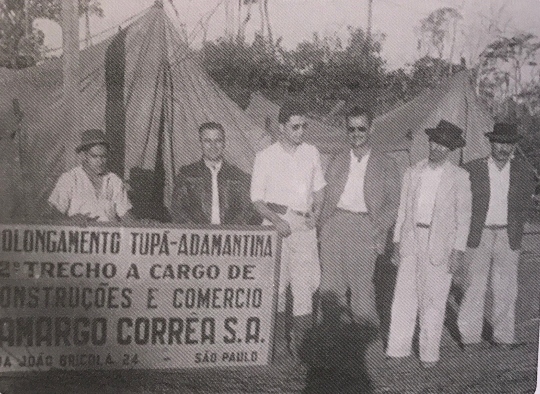 OLONGAMENTO TUPÃ-ADAMANTINA
2º TRECHO A CARGO DE
ONSTRUÇÕES E COMERCIO
AMARGO CORRÊA S.A.
A JOÃO BRICOLA, 24 - SÃO PAULO